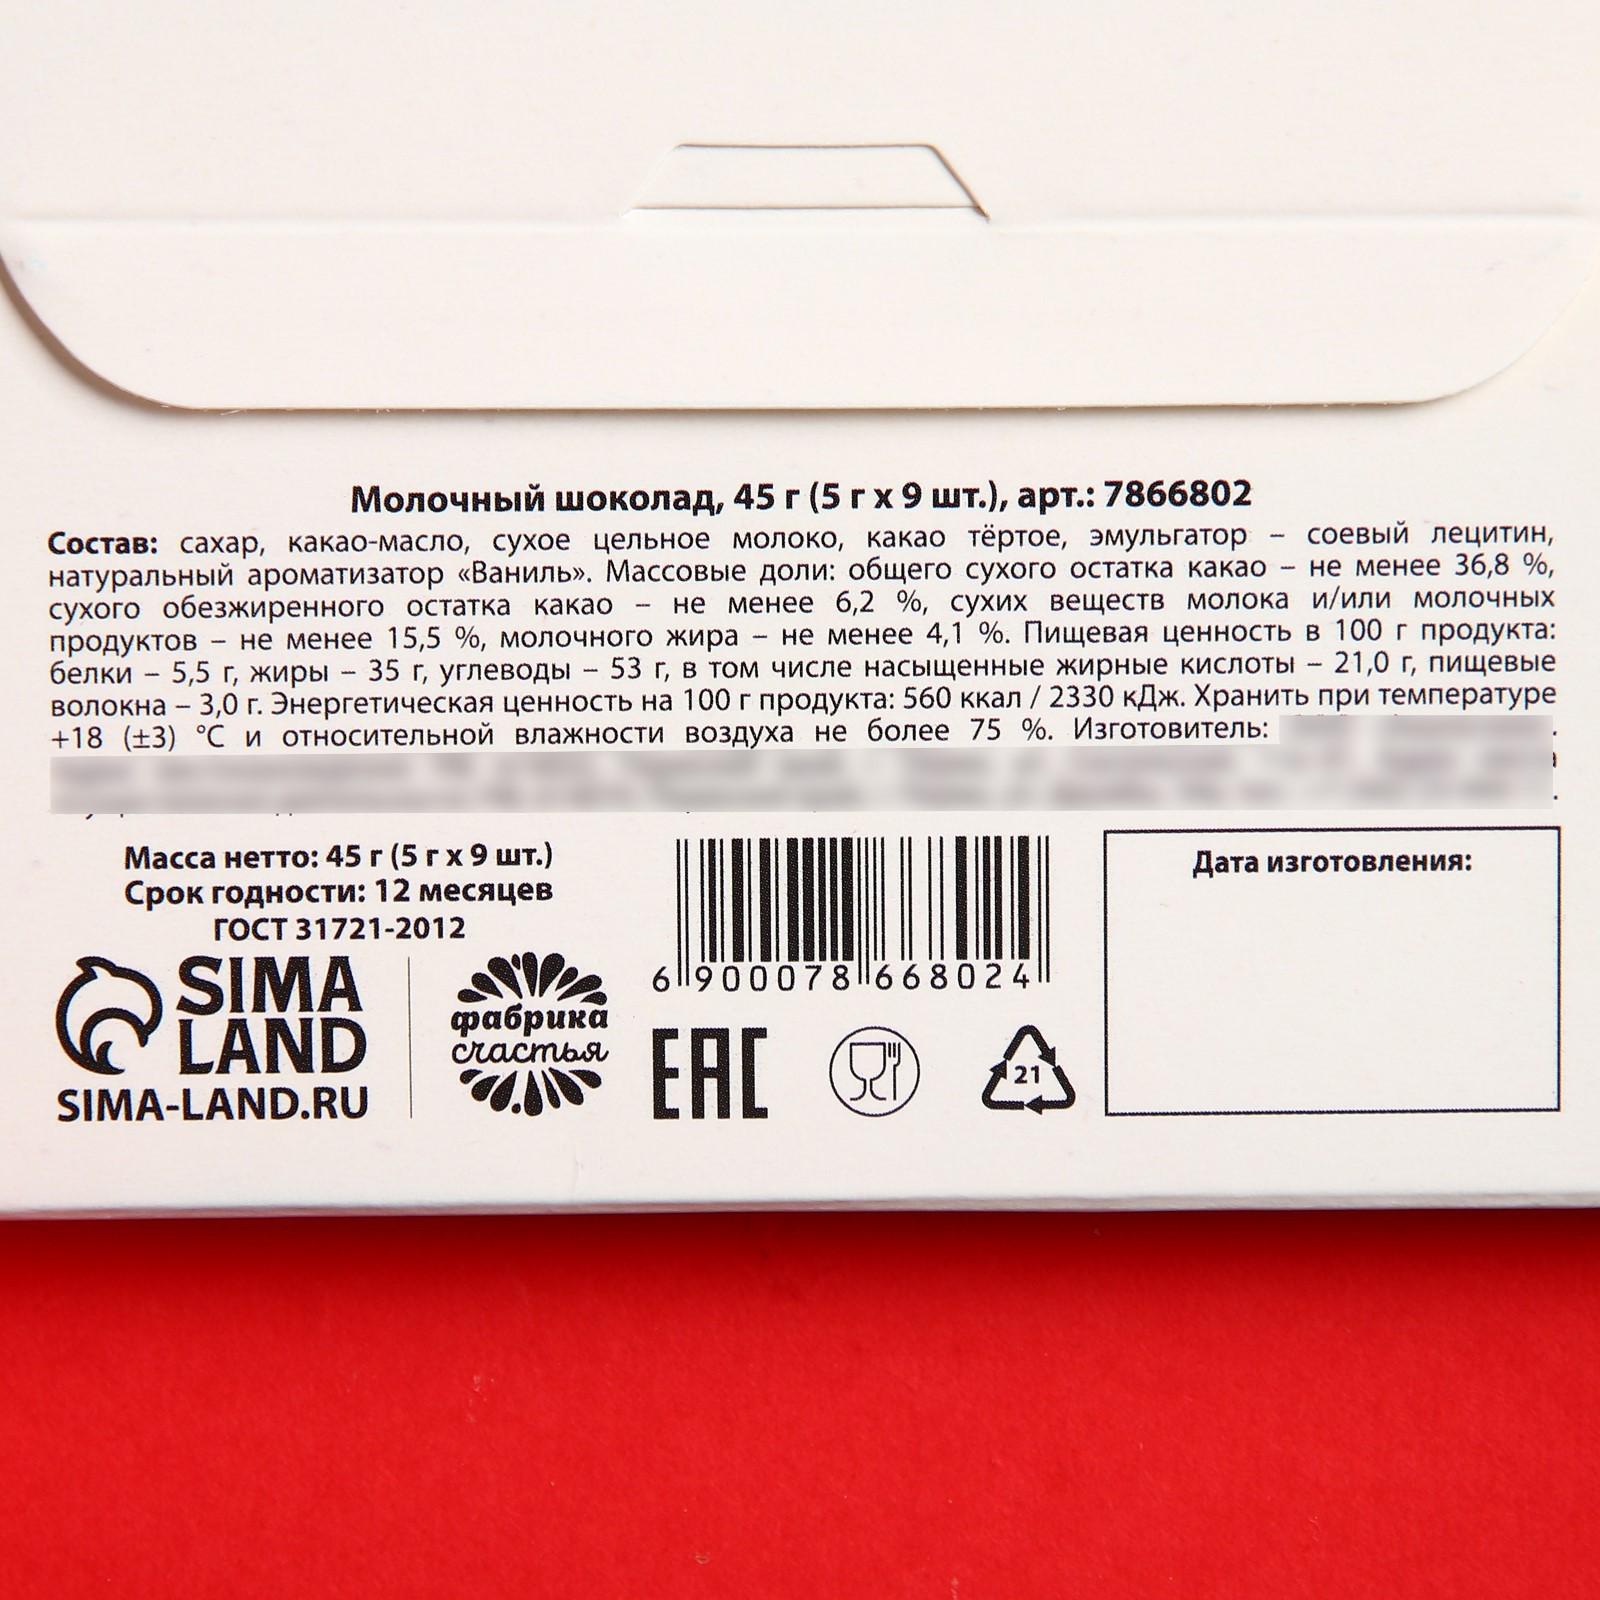 Молочный шоколад, 45 г (5 г х 9 шт.), арт.: 7866802
Состав: сахар, какао-масло, сухое цельное молоко, какао тёртое, эмульгатор – соевый лецитин,
натуральный ароматизатор «Ваниль». Массовые доли: общего сухого остатка какао – не менее 36,8 %,
сухого обезжиренного остатка какао – не менее 6,2 %, сухих веществ молока и/или молочных
продуктов – не менее 15,5 %, молочного жира – не менее 4,1 %. Пищевая ценность в 100 г продукта:
белки – 5,5 г, жиры – 35 г, углеводы – 53 г, в том числе насыщенные жирные кислоты – 21,0 г, пищевые
волокна – 3,0 г. Энергетическая ценность на 100 г продукта: 560 ккал / 2330 кДж. Хранить при температуре
+18 (±3) °С и относительной влажности воздуха не более 75 %. Изготовитель:
Масса нетто: 45 г (5 г х 9 шт.)
Срок годности: 12 месяцев
ГОСТ 31721-2012
SIMA
LAND
SIMA-LAND.RU
фабрика
счастья
6 900078 668024
EAC
21
Дата изготовления: